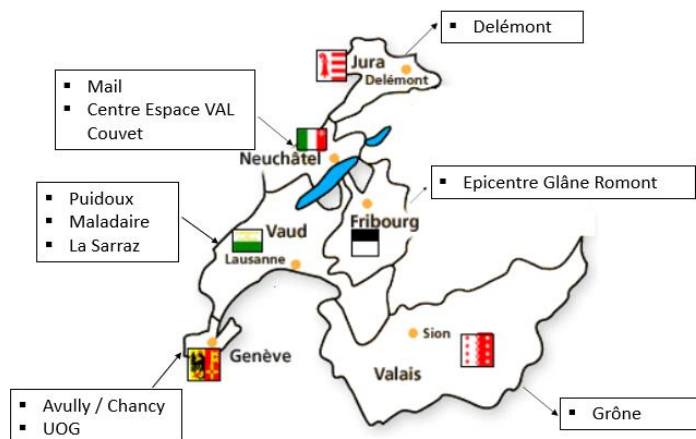 ▪ Delémont
Jura
Delémont
▪ Mail
▪ Centre Espace VAL
Couvet
Neuchâtel
▪ Epicentre Glâne Romont
▪ Puidoux
▪ Maladaire
▪ La Sarraz
Fribourg
Vaud
Lausanne
Sion
Genève
Valais
▪ Avully / Chancy
▪ UOG
▪ Grône